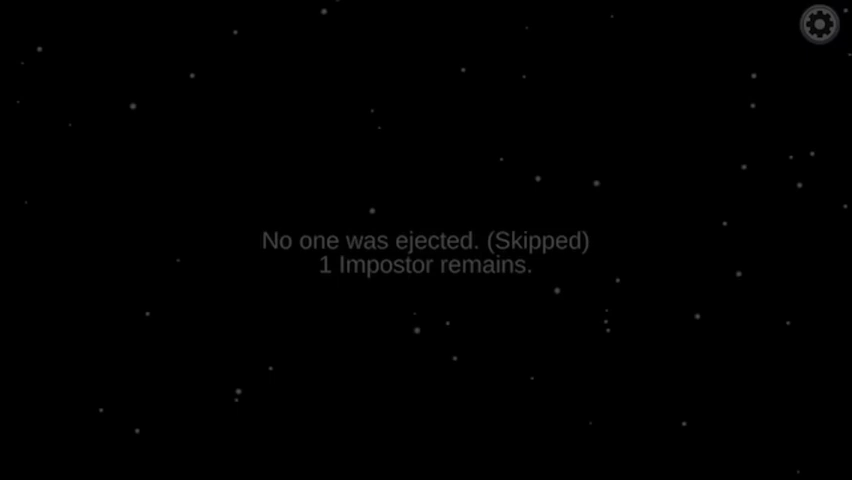 No one was ejected. (Skipped)
1 Impostor remains.